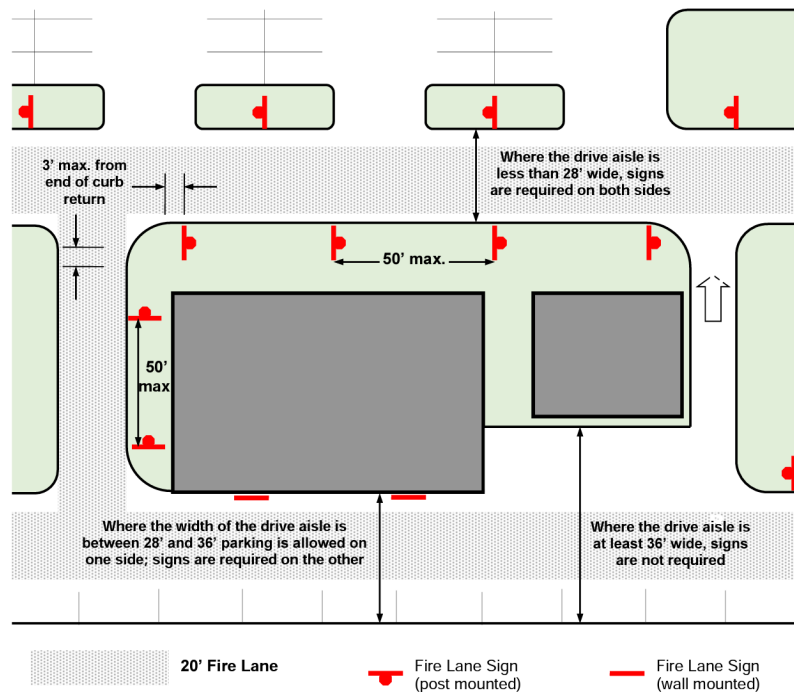 3’ max. from
end of curb
return
Where the drive aisle is
less than 28’ wide, signs
are required on both sides
50’ max.
50’
max
Where the width of the drive aisle is
between 28’ and 36’ parking is allowed on
one side; signs are required on the other
Where the drive aisle is
at least 36’ wide, signs
are not required
20’ Fire Lane
Fire Lane Sign
(post mounted)
Fire Lane Sign
(wall mounted)